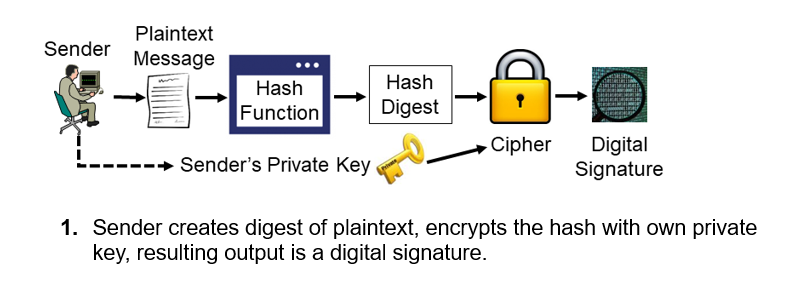 Sender
Plaintext
Message
Hash
Function
Hash
Digest
Cipher
Digital
Signature
Sender's Private Key
Private
1. Sender creates digest of plaintext, encrypts the hash with own private
key, resulting output is a digital signature.